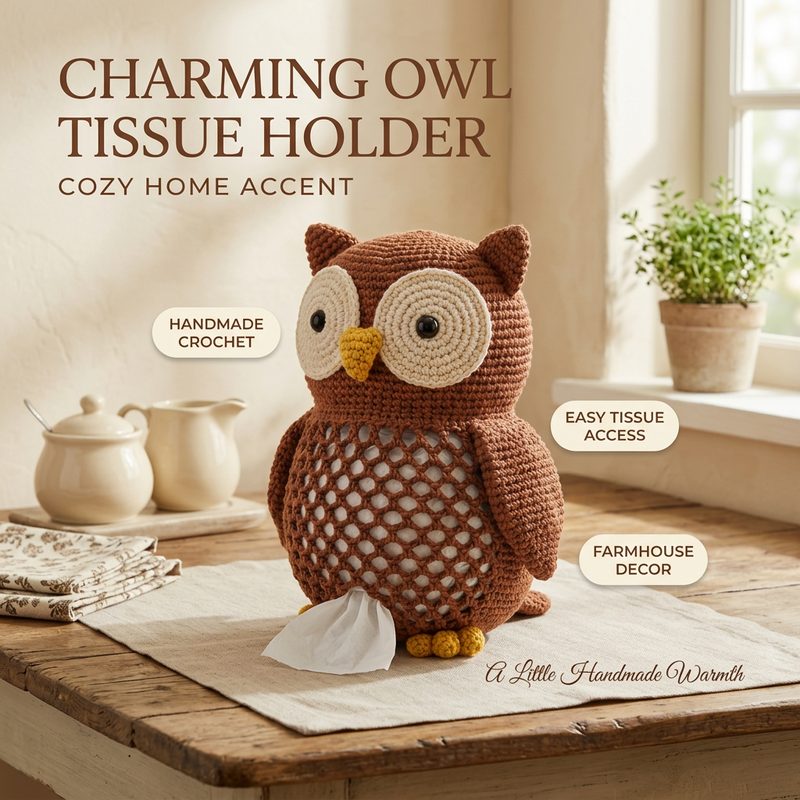 CHARMING OWL
TISSUE HOLDER
COZY HOME ACCENT
HANDMADE
CROCHET
EASY TISSUE
ACCESS
FARMHOUSE
DECOR
A Little Handmade Warmth